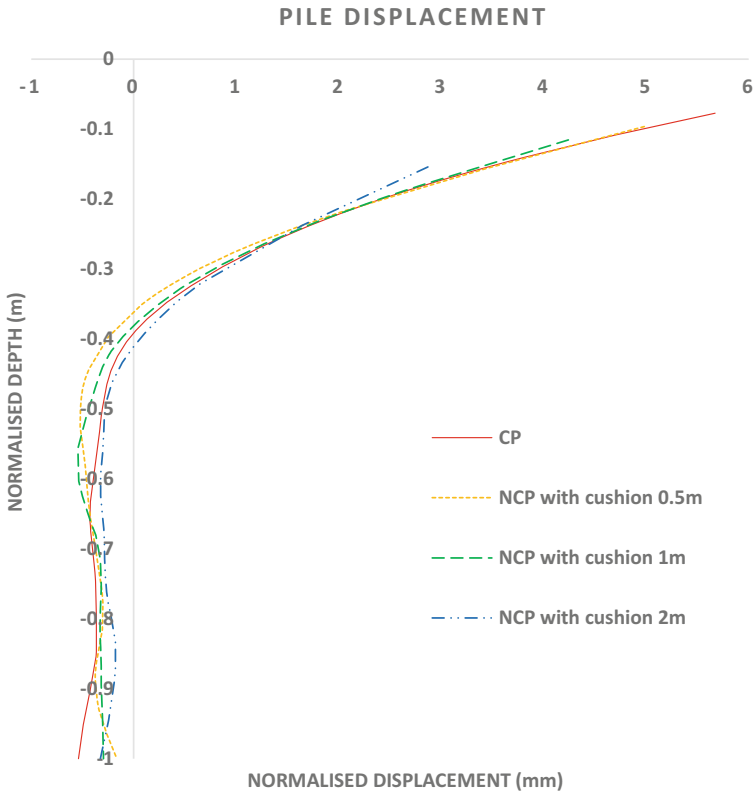 PILE DISPLACEMENT
0
-1 0 1 2 3 4 5 6
-0.1
-0.2
-0.3
-0.4
-0.5
-0.6
-0.7
-0.8
-0.9
-1
NORMALISED DEPTH (m)
CP
NCP with cushion 0.5m
NCP with cushion 1m
NCP with cushion 2m
NORMALISED DISPLACEMENT (mm)